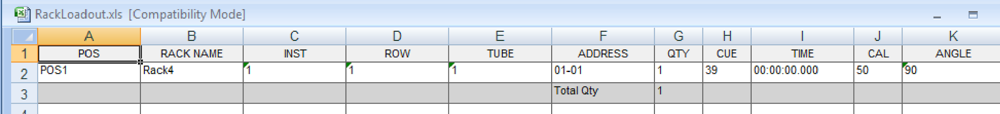 RackLoadout.xls [Compatibility Mode]
A B C D E F G H I J K
1 POS RACK NAME INST ROW TUBE ADDRESS QTY CUE TIME CAL ANGLE
2 POS1 Rack4 1 1 1 01-01 1 39 00:00:00.000 50 90
3 Total Qty 1
4